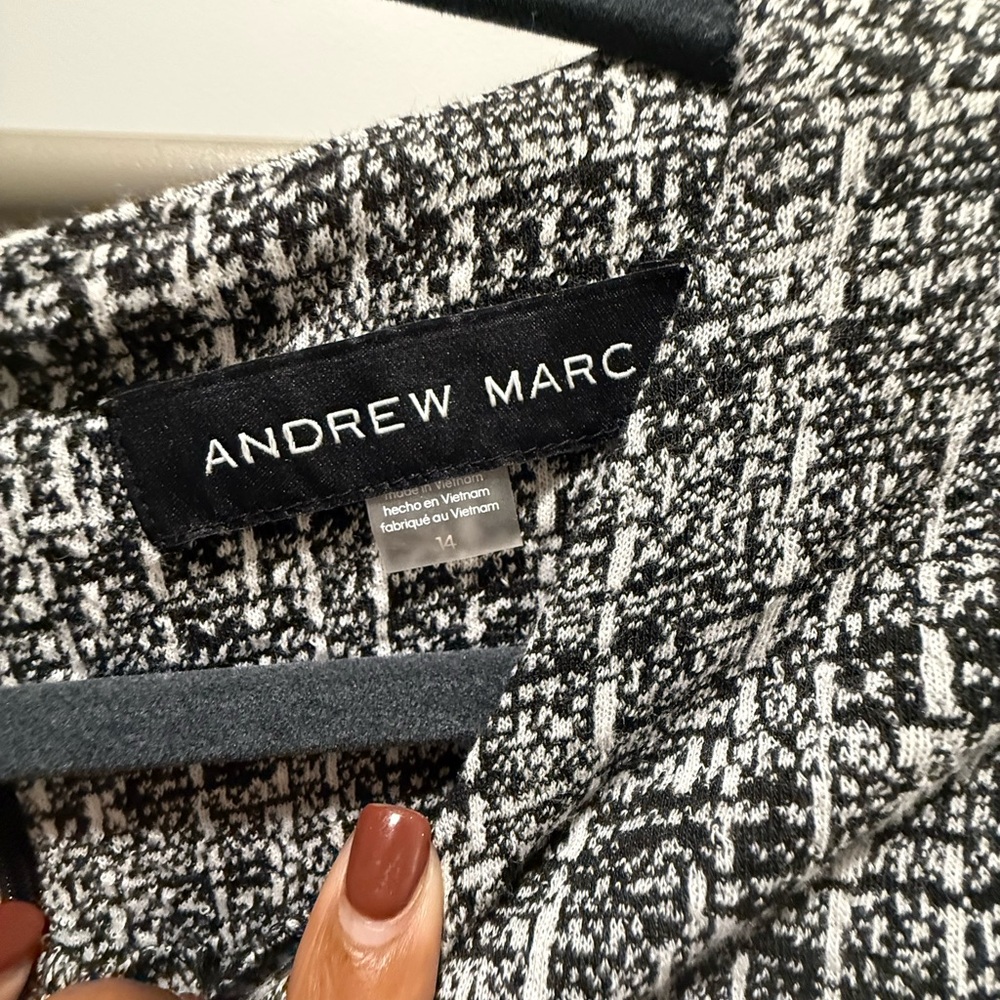 ANDREW MARC
made in Vietnam
hecho en Vietnam
fabriqué au Vietnam
14